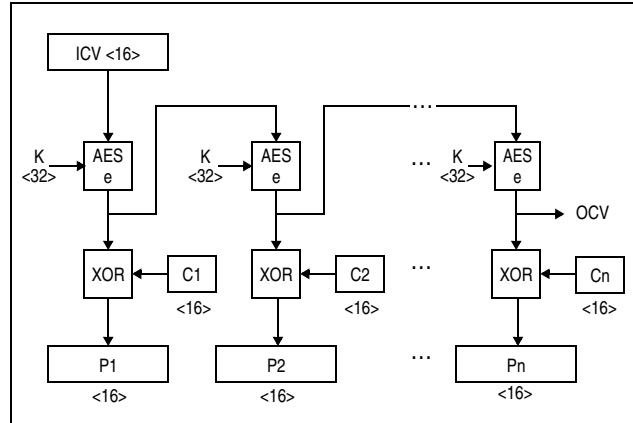 ICV <16>
...
K
<32>
AES
e
K
<32>
AES
e
... K
<32>
AES
e
OCV
XOR
C1
<16>
XOR
C2
<16>
...
XOR
Cn
<16>
P1
<16>
P2
<16>
...
Pn
<16>